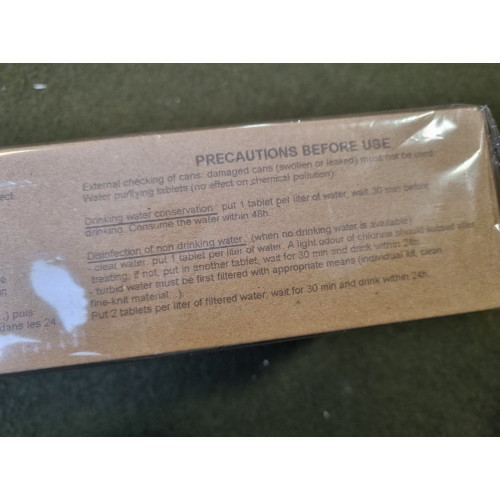 PRECAUTIONS BEFORE USE
External checking of cans: damaged cans (swollen or leaked) must not be used
Water purifying tablets (no effect on chemical pollution):
Drinking water conservation: put 1 tablet per liter of water, wait 30 min before
drinking. Consume the water within 48h.
Disinfection of non drinking water: (when no drinking water is available)
- clear water: put 1 tablet per liter of water. A light odour of chlorine should subsist after
treating, if not, put in another tablet, wait for 30 min and drink within 24h
- turbid water must be first filtered with appropriate means (individual kit, clean
fine-knit material...)
Put 2 tablets per liter of filtered water, wait for 30 min and drink within 24h.
ect
e
on
...) puis
dans les 24